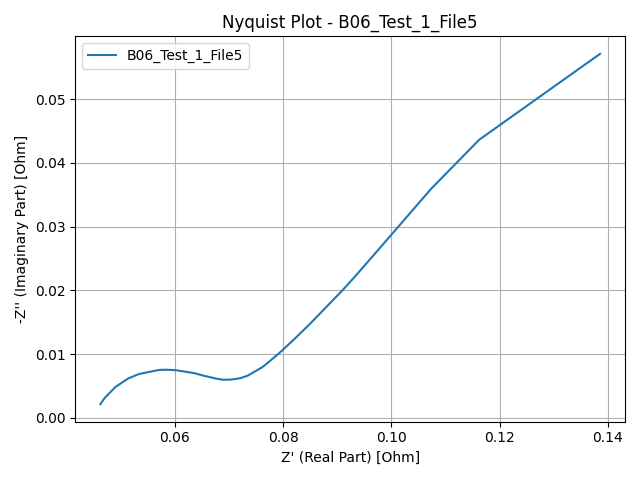 Nyquist Plot - B06_Test_1_File5
B06_Test_1_File5
-Z'' (Imaginary Part) [Ohm]
0.05
0.04
0.03
0.02
0.01
0.00
0.06
0.08
0.10
0.12
0.14
Z' (Real Part) [Ohm]